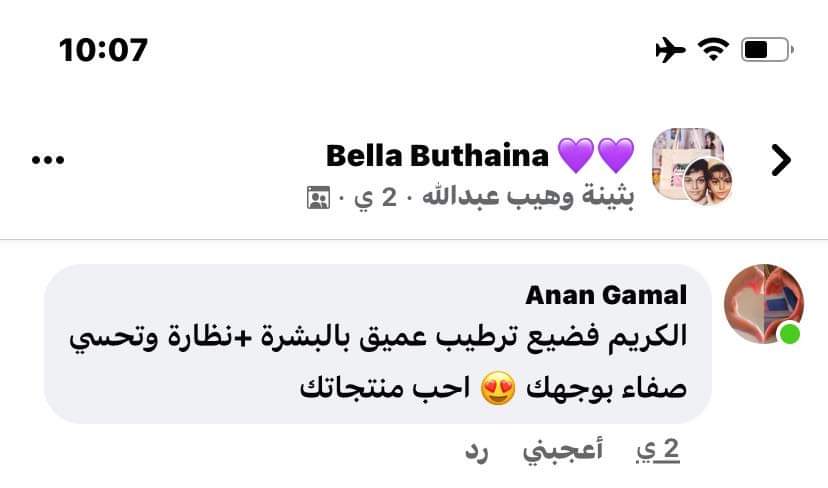 10:07
Bella Buthaina 💜💜
بثينة وهيب عبدالله · 2 ي ·
Anan Gamal
الكريم فضيع ترطيب عميق بالبشرة +نظارة وتحسي
صفاء بوجهك 😍 احب منتجاتك
2 ي أعجبني رد